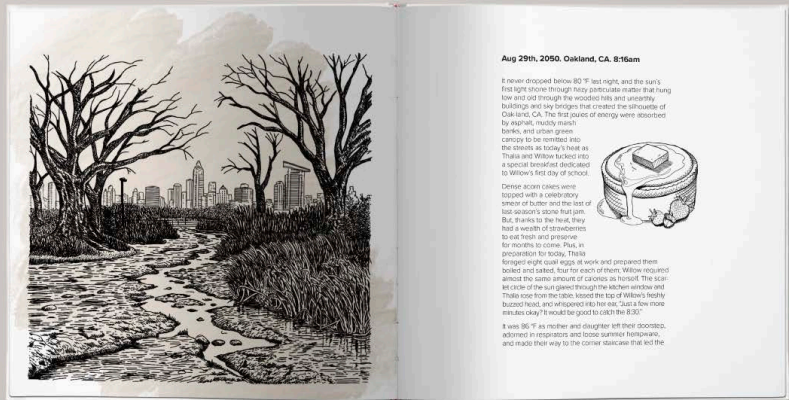 Aug 29th, 2050. Oakland, CA. 8:16am
It never dropped below 80 °F last night, and the sun's
first light shone through hazy particulate matter that hung
low and old through the wooded hills and unearthly
buildings and sky bridges that created the silhouette of
Oakland, CA. The first joules of energy were absorbed
by asphalt, muddy marsh
banks, and urban green
canopy to be remitted into
the streets as today's heat as
Thalia and Willow tucked into
a special breakfast dedicated
to Willow's first day of school.
Dense acorn cakes were
topped with a celebratory
smear of butter and the last of
last-season's stone fruit jam.
But, thanks to the heat, they
had a wealth of strawberries
to eat fresh and preserve
for months to come. Plus, in
preparation for today, Thalia
foraged eight quail eggs at work and prepared them
boiled and salted, four for each of them; Willow required
almost the same amount of calories as herself. The scar-
let circle of the sun glared through the kitchen window and
Thalia rose from the table, kissed the top of Willow's freshly
buzzed head, and whispered into her ear, "Just a few more
minutes okay? It would be good to catch the 8:30."
It was 86 °F as mother and daughter left their doorstep,
adorned in respirators and loose summer hempware,
and made their way to the corner staircase that led the